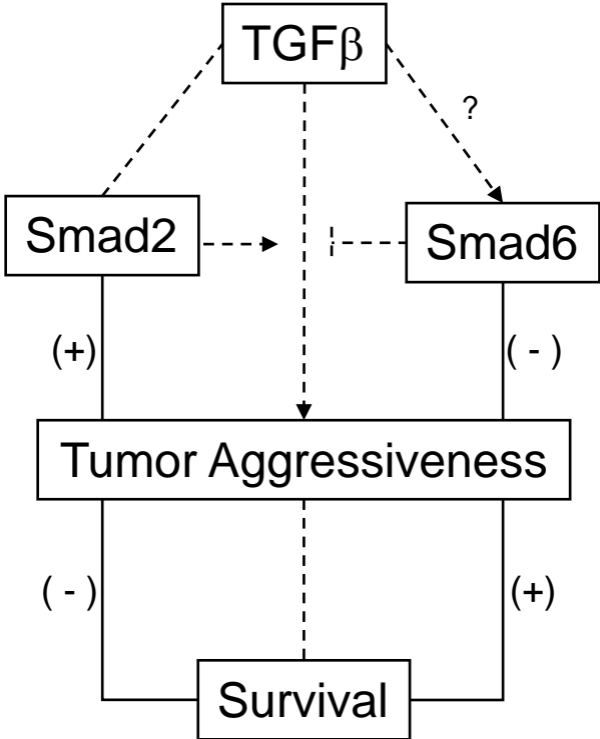 TGFβ
?
Smad2
Smad6
(+)
( - )
Tumor Aggressiveness
( - )
(+)
Survival